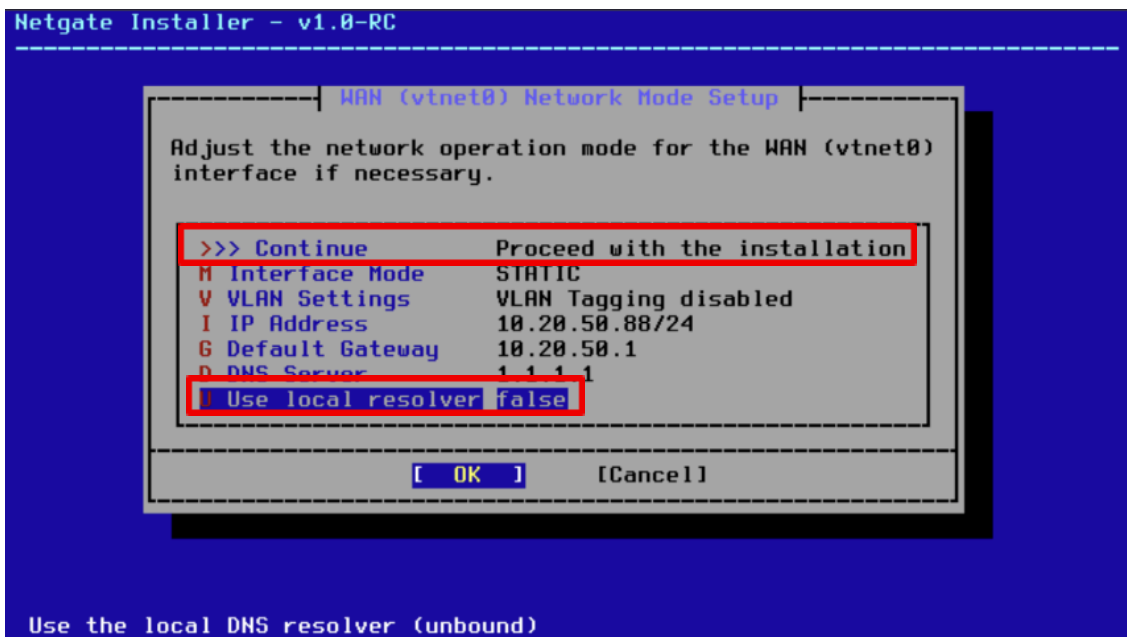 Netgate Installer - v1.0-RC
WAN (vtnet0) Network Mode Setup
Adjust the network operation mode for the WAN (vtnet0)
interface if necessary.
>>> Continue Proceed with the installation
M Interface Mode STATIC
V VLAN Settings VLAN Tagging disabled
I IP Address 10.20.50.88/24
G Default Gateway 10.20.50.1
D DNS Server 1.1.1.1
U Use local resolver false
[ OK ] [Cancel]
Use the local DNS resolver (unbound)